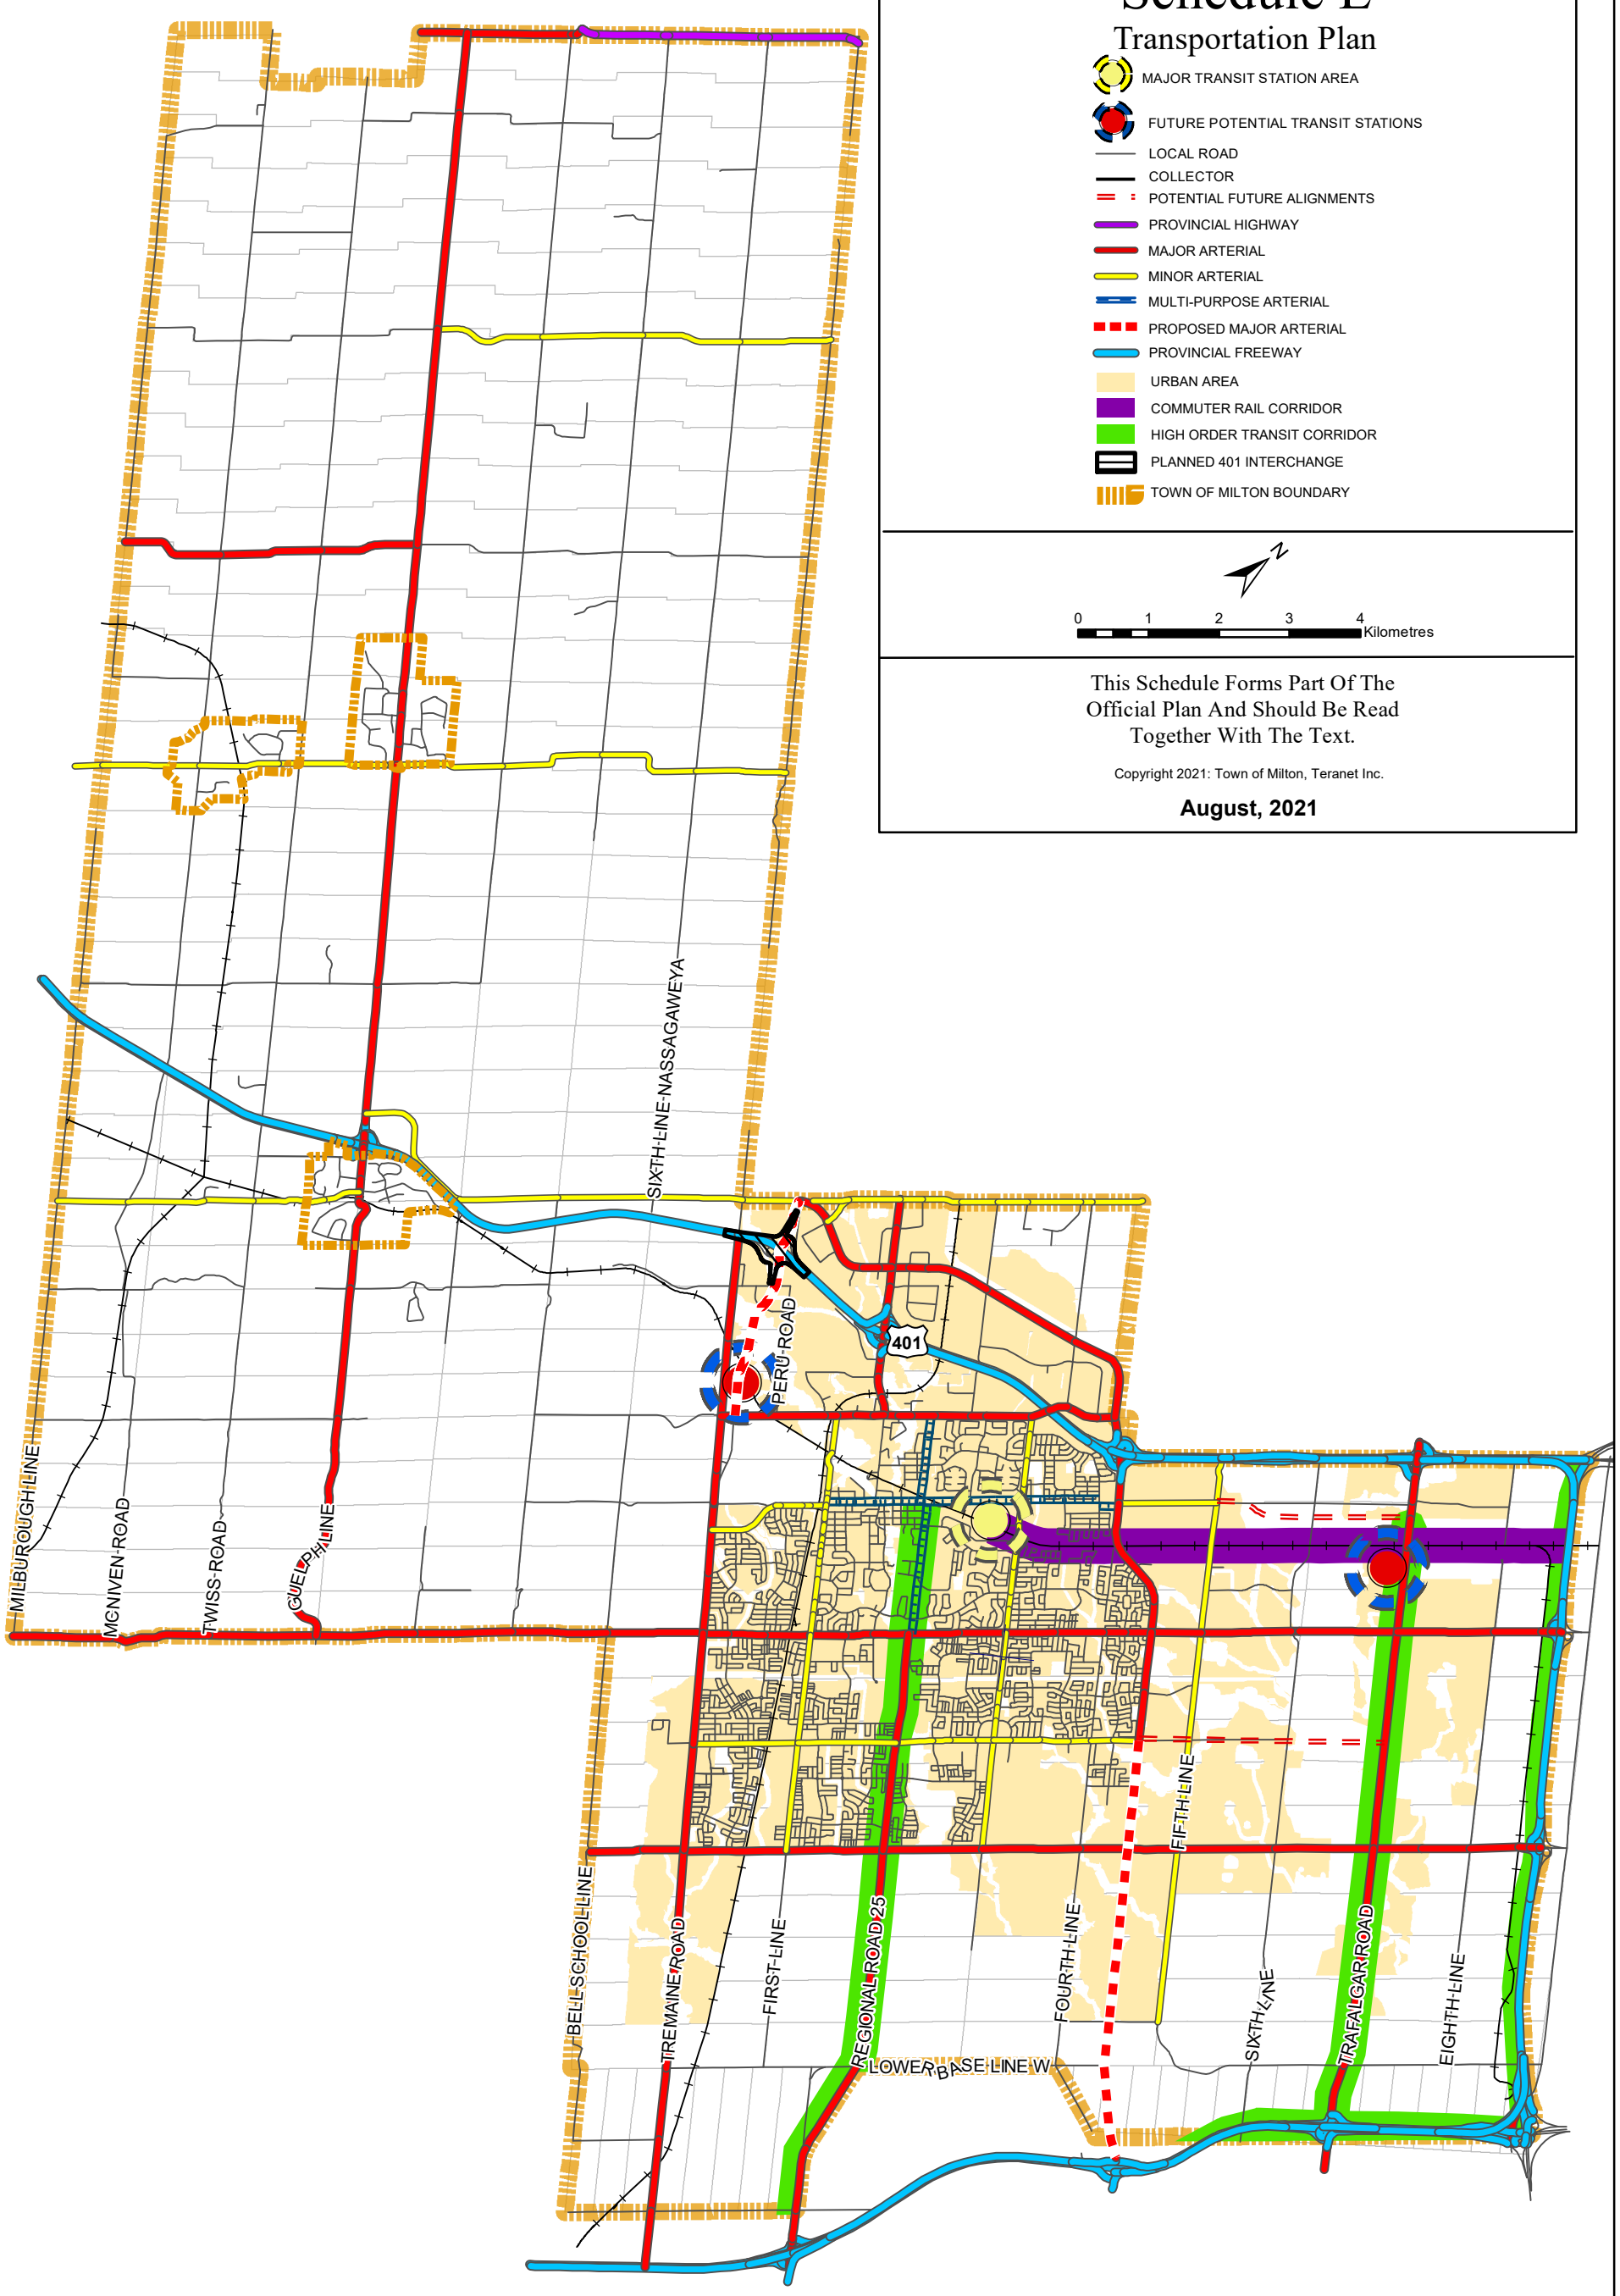 Schedule E
Transportation Plan
MAJOR TRANSIT STATION AREA
FUTURE POTENTIAL TRANSIT STATIONS
LOCAL ROAD
COLLECTOR
POTENTIAL FUTURE ALIGNMENTS
PROVINCIAL HIGHWAY
MAJOR ARTERIAL
MINOR ARTERIAL
MULTI-PURPOSE ARTERIAL
PROPOSED MAJOR ARTERIAL
PROVINCIAL FREEWAY
URBAN AREA
COMMUTER RAIL CORRIDOR
HIGH ORDER TRANSIT CORRIDOR
PLANNED 401 INTERCHANGE
TOWN OF MILTON BOUNDARY
N
0 1 2 3 4
Kilometres
This Schedule Forms Part Of The
Official Plan And Should Be Read
Together With The Text.
Copyright 2021: Town of Milton, Teranet Inc.
August, 2021
SIXTH LINE NASSAGAWEYA
PERU ROAD
401
MILBUROUGH LINE
MCNIVEN ROAD
TWISS ROAD
GUELPH LINE
BELL SCHOOL LINE
TREMAINE ROAD
FIRST LINE
REGIONAL ROAD 25
LOWER BASE LINE W
FOURTH LINE
FIFTH LINE
SIXTH LINE
TRAFALGAR ROAD
EIGHTH LINE